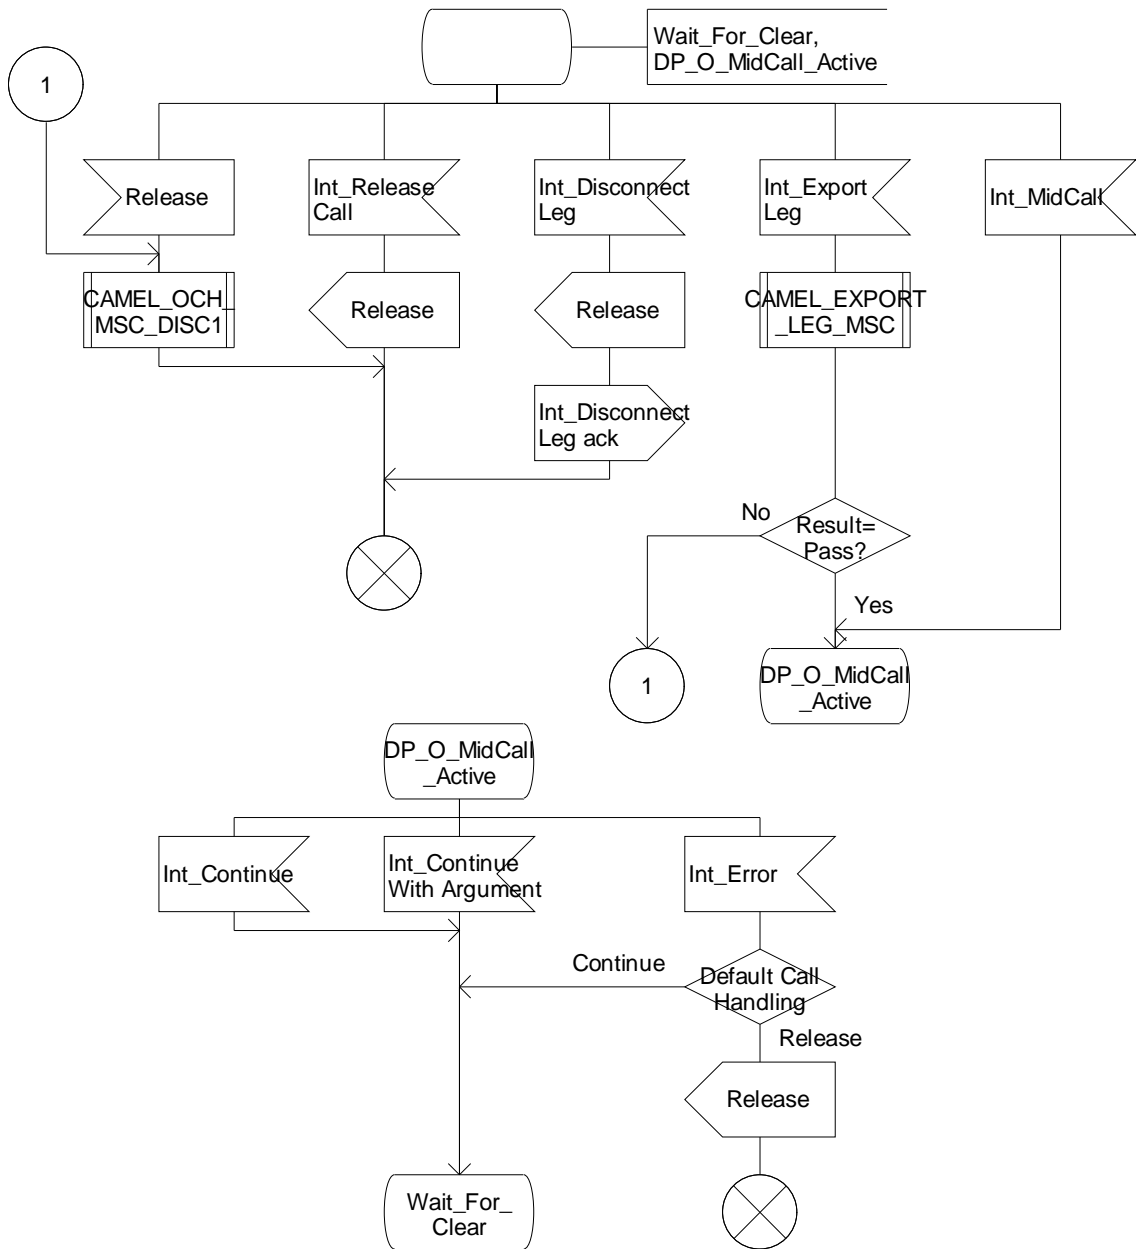 Wait_For_Clear,
DP_O_MidCall_Active
1
Release
Int_Release
Call
Int_Disconnect
Leg
Int_Export
Leg
Int_MidCall
CAMEL_OCH_
MSC_DISC1
Release
Release
CAMEL_EXPORT
_LEG_MSC
Int_Disconnect
Leg ack
No
Result=
Pass?
Yes
1
DP_O_MidCall
_Active
DP_O_MidCall
_Active
Int_Continue
Int_Continue
With Argument
Int_Error
Continue
Default Call
Handling
Release
Release
Wait_For_
Clear